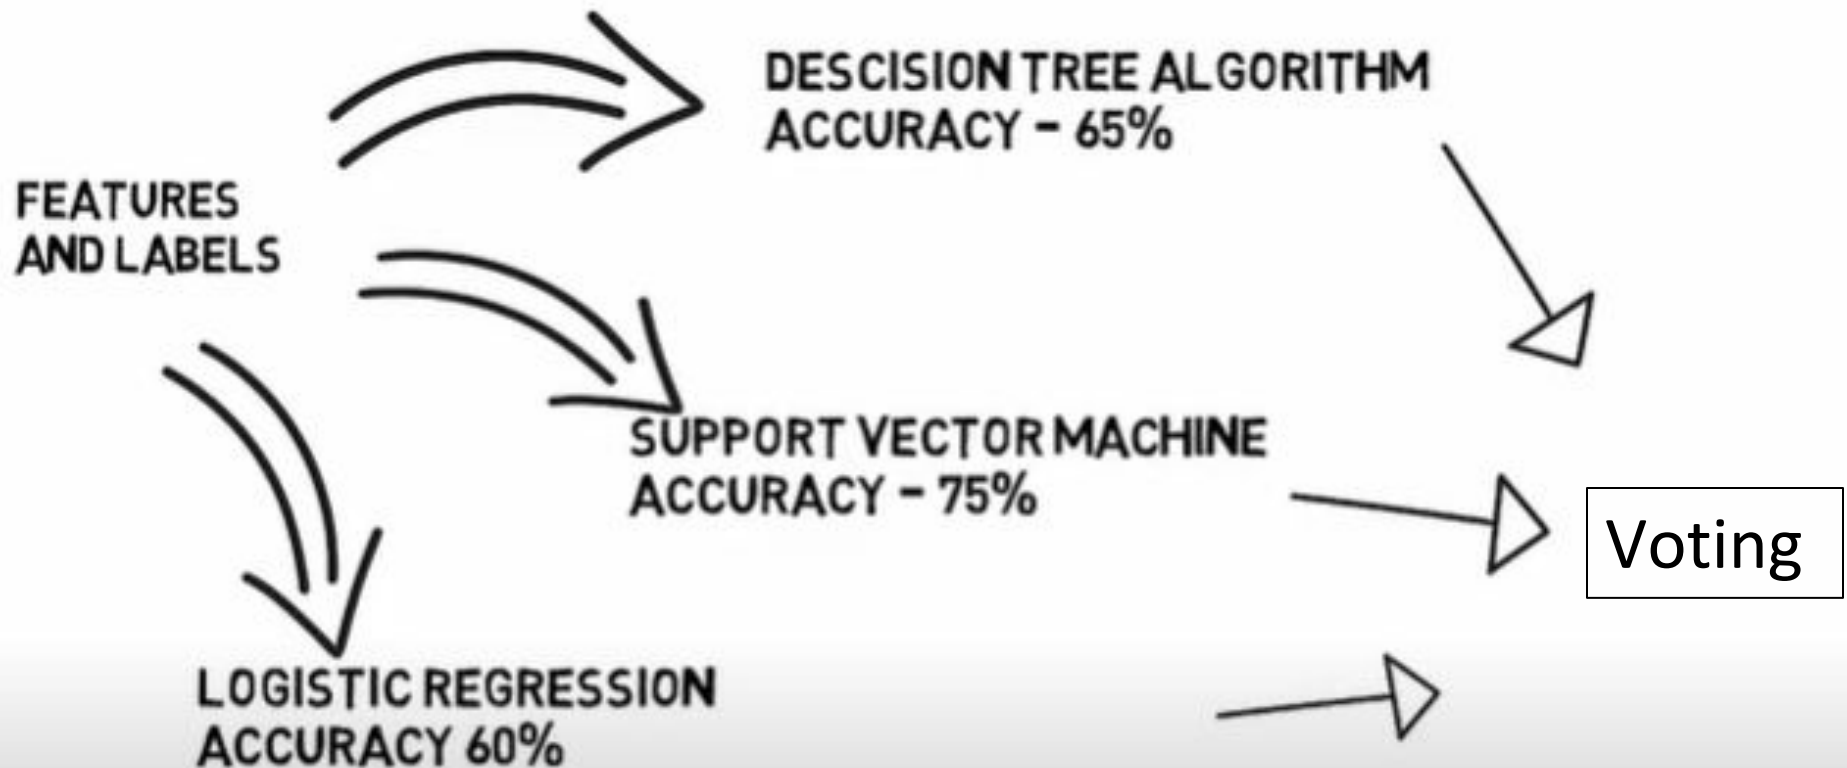 DESCISION TREE ALGORITHM
ACCURACY - 65%
FEATURES
AND LABELS
SUPPORT VECTOR MACHINE
ACCURACY - 75%
Voting
LOGISTIC REGRESSION
ACCURACY 60%